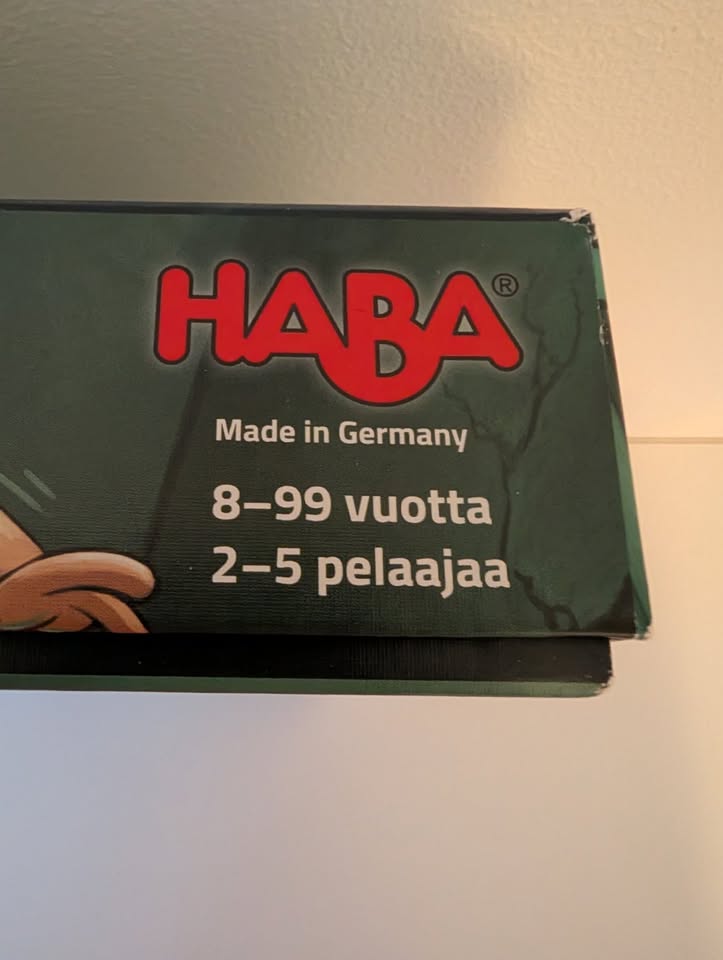 HABA®
Made in Germany
8–99 vuotta
2–5 pelaajaa